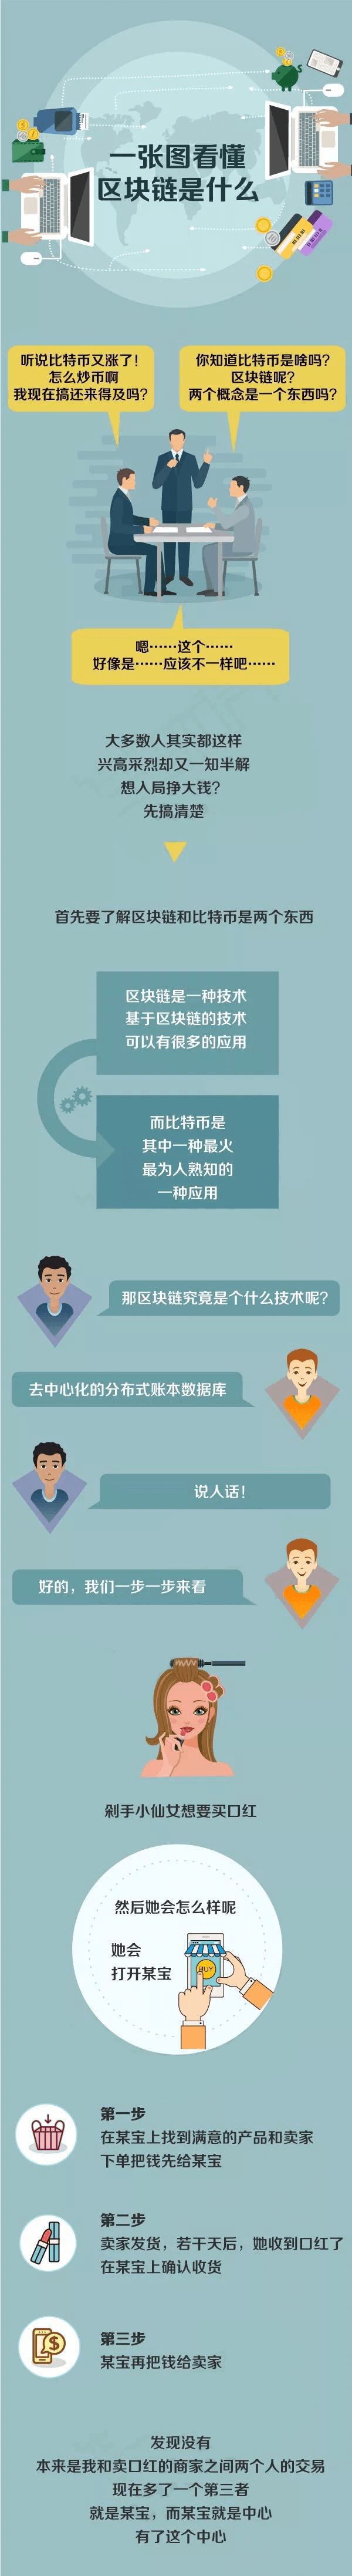 一张图看懂
区块链是什么
听说比特币又涨了！
怎么炒币啊
我现在搞还来得及吗？
你知道比特币是啥吗？
区块链呢？
两个概念是一个东西吗？
嗯……这个……
好像是……应该不一样吧……
大多数人其实都这样
兴高采烈却又一知半解
想入局挣大钱？
先搞清楚
首先要了解区块链和比特币是两个东西
区块链是一种技术
基于区块链的技术
可以有很多的应用
而比特币是
其中一种最火
最为人熟知的
一种应用
那区块链究竟是个什么技术呢？
去中心化的分布式账本数据库
说人话！
好的，我们一步一步来看
剁手小仙女想要买口红
然后她会怎么样呢
她会
打开某宝
BUY
第一步
在某宝上找到满意的产品和卖家
下单把钱先给某宝
第二步
卖家发货，若干天后，她收到口红了
在某宝上确认收货
第三步
某宝再把钱给卖家
发现没有
本来是我和卖口红的商家之间两个人的交易
现在多了一个第三者
就是某宝，而某宝就是中心
有了这个中心